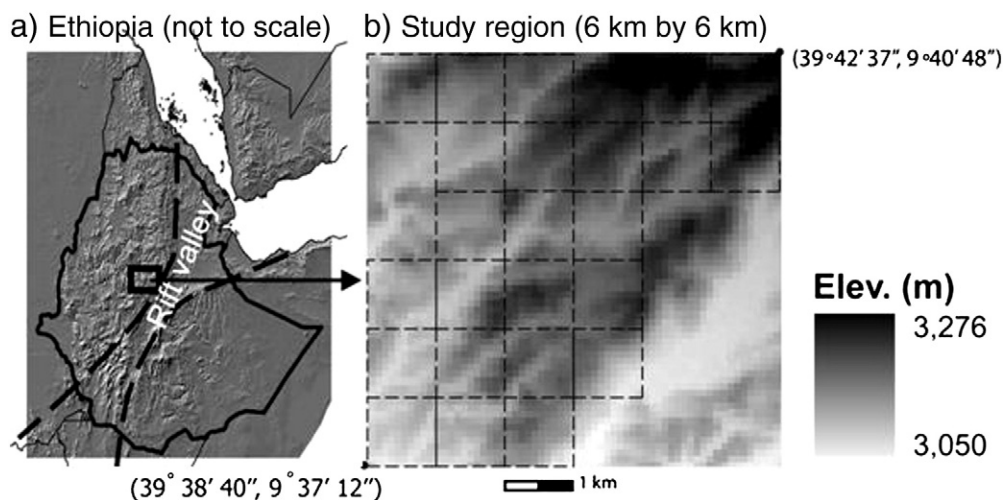 a) Ethiopia (not to scale)
b) Study region (6 km by 6 km)
(39°42′37″, 9°40′48″)
Rift valley
Elev. (m)
3,276
3,050
(39° 38′ 40″, 9° 37′ 12″)
1 km